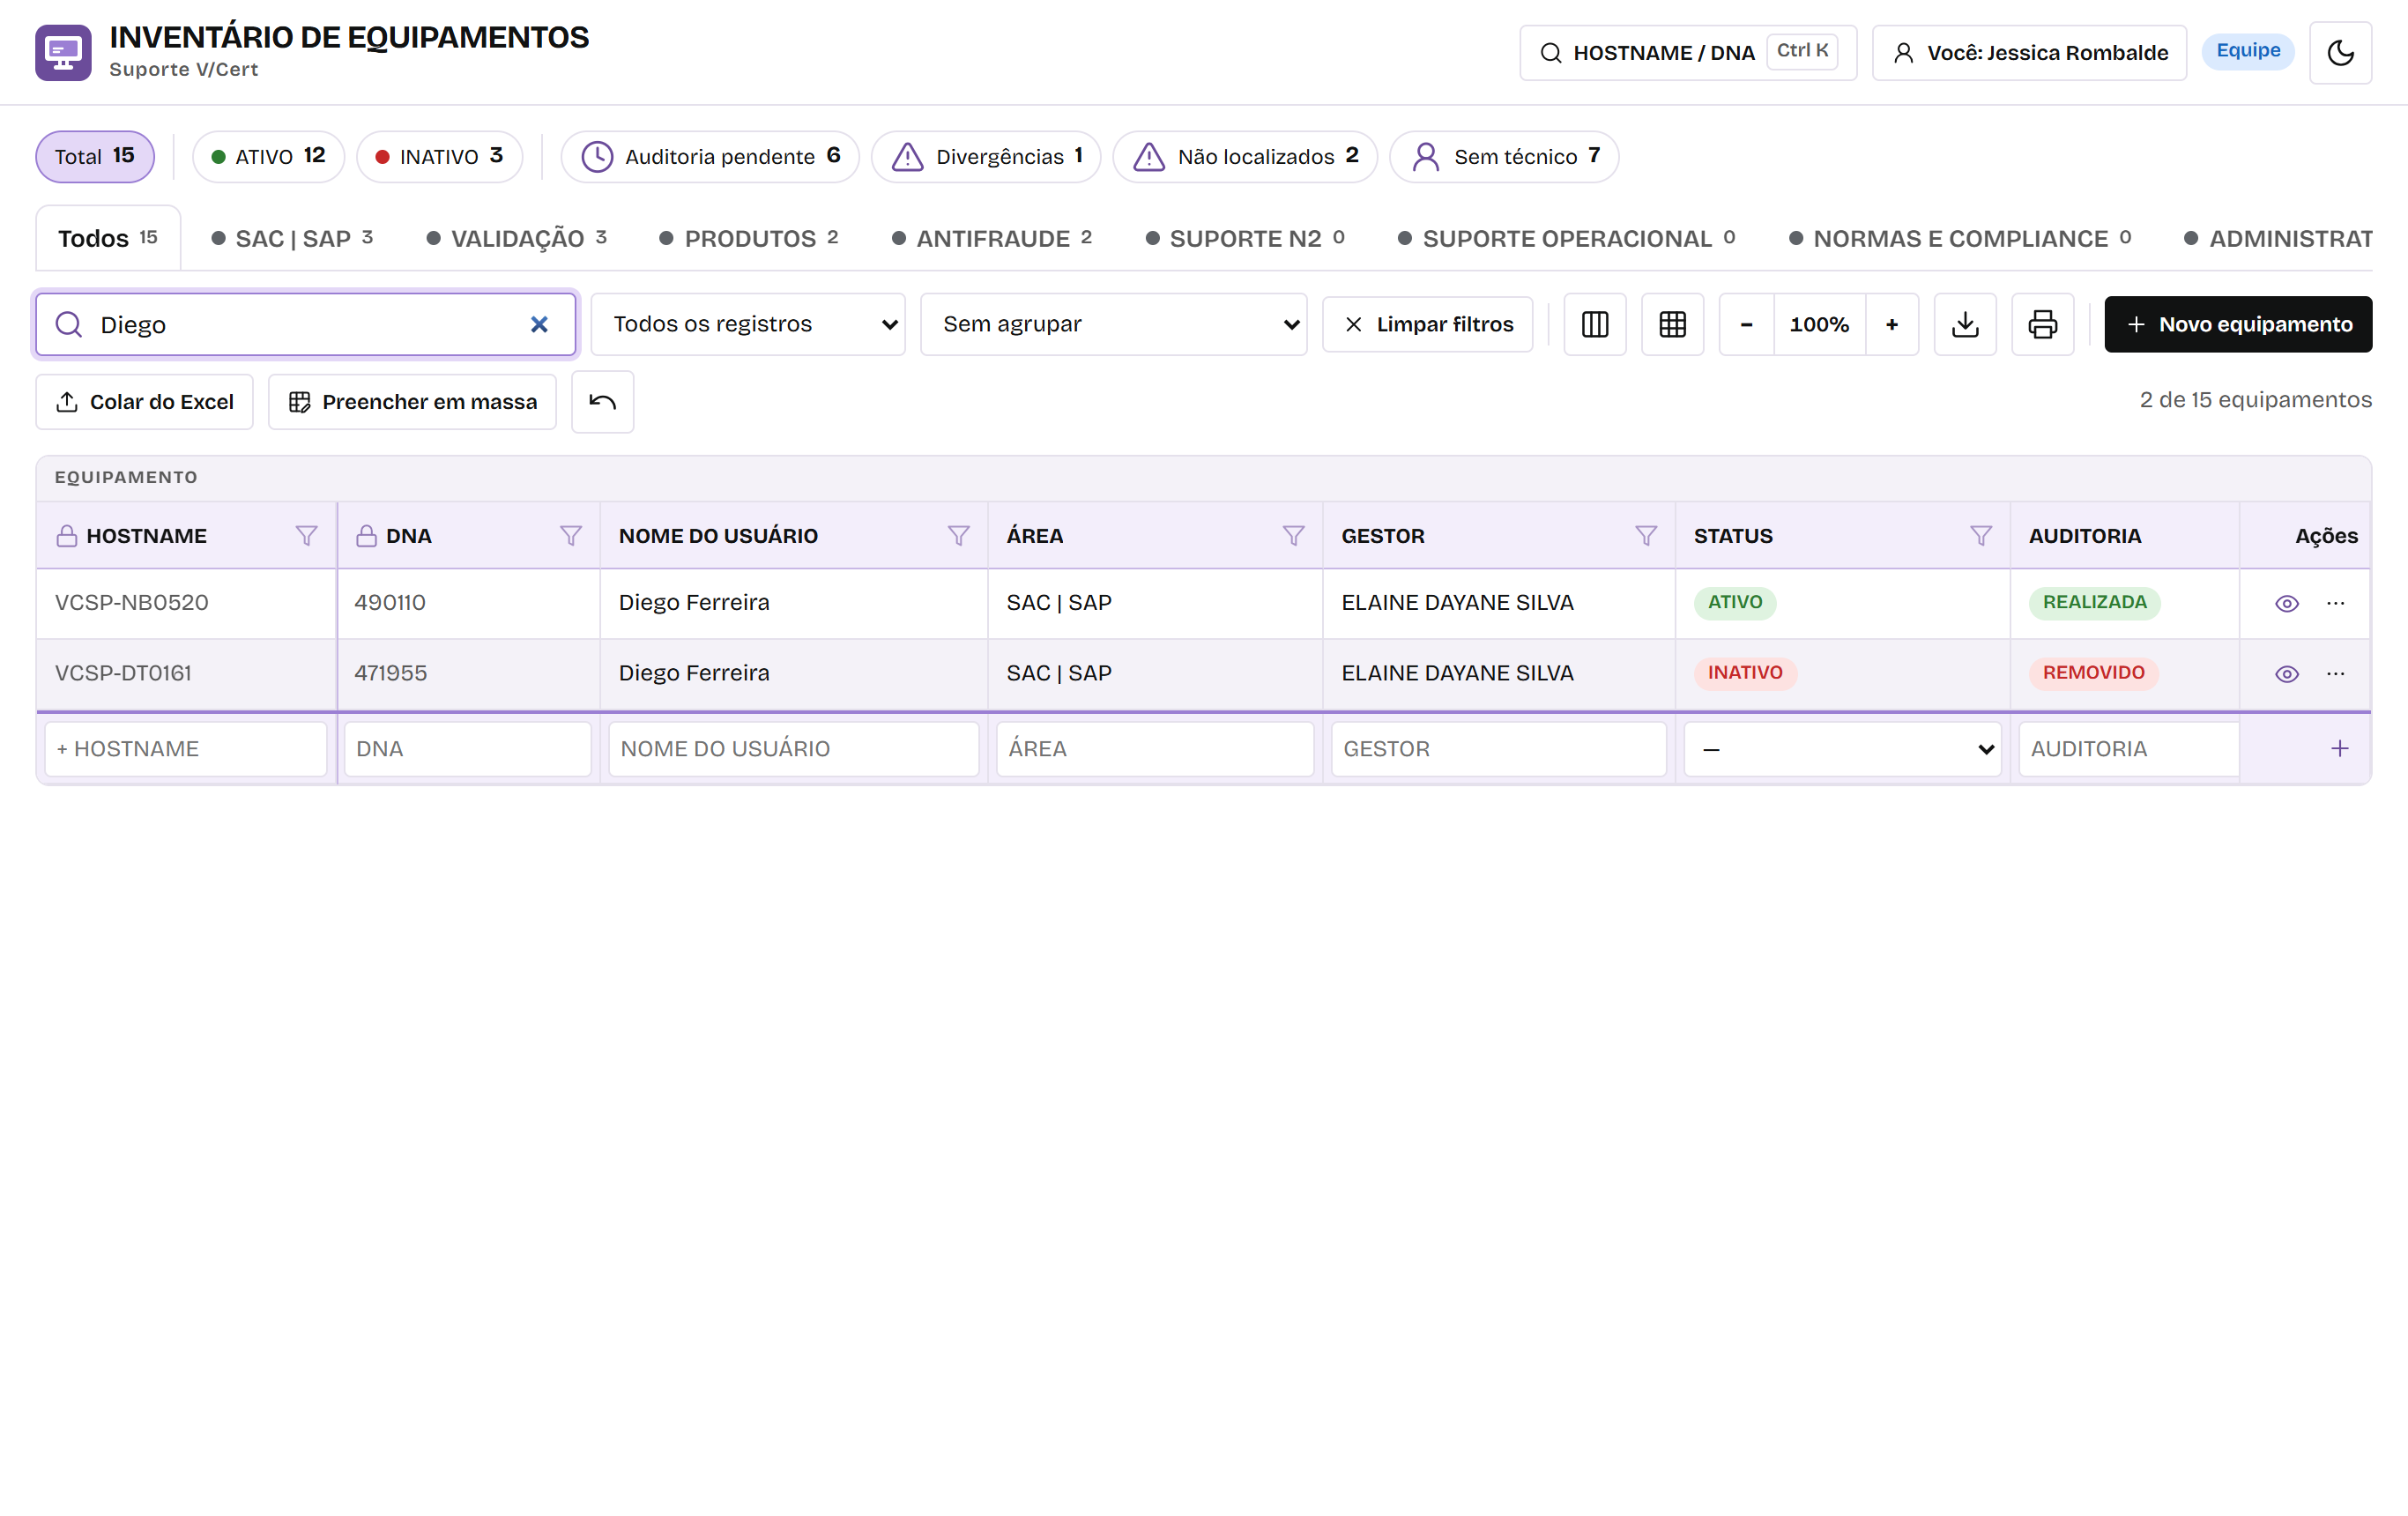 INVENTÁRIO DE EQUIPAMENTOS
Suporte V/Cert
HOSTNAME / DNA Ctrl K
Você: Jessica Rombalde
Equipe
Total 15
ATIVO 12
INATIVO 3
Auditoria pendente 6
Divergências 1
Não localizados 2
Sem técnico 7
Todos 15
SAC | SAP 3
VALIDAÇÃO 3
PRODUTOS 2
ANTIFRAUDE 2
SUPORTE N2 0
SUPORTE OPERACIONAL 0
NORMAS E COMPLIANCE 0
ADMINISTRAT
Diego
Todos os registros
Sem agrupar
Limpar filtros
− 100% +
+ Novo equipamento
Colar do Excel
Preencher em massa
2 de 15 equipamentos
EQUIPAMENTO
HOSTNAME DNA NOME DO USUÁRIO ÁREA GESTOR STATUS AUDITORIA Ações
VCSP-NB0520 490110 Diego Ferreira SAC | SAP ELAINE DAYANE SILVA ATIVO REALIZADA ...
VCSP-DT0161 471955 Diego Ferreira SAC | SAP ELAINE DAYANE SILVA INATIVO REMOVIDO ...
+ HOSTNAME DNA NOME DO USUÁRIO ÁREA GESTOR — AUDITORIA +